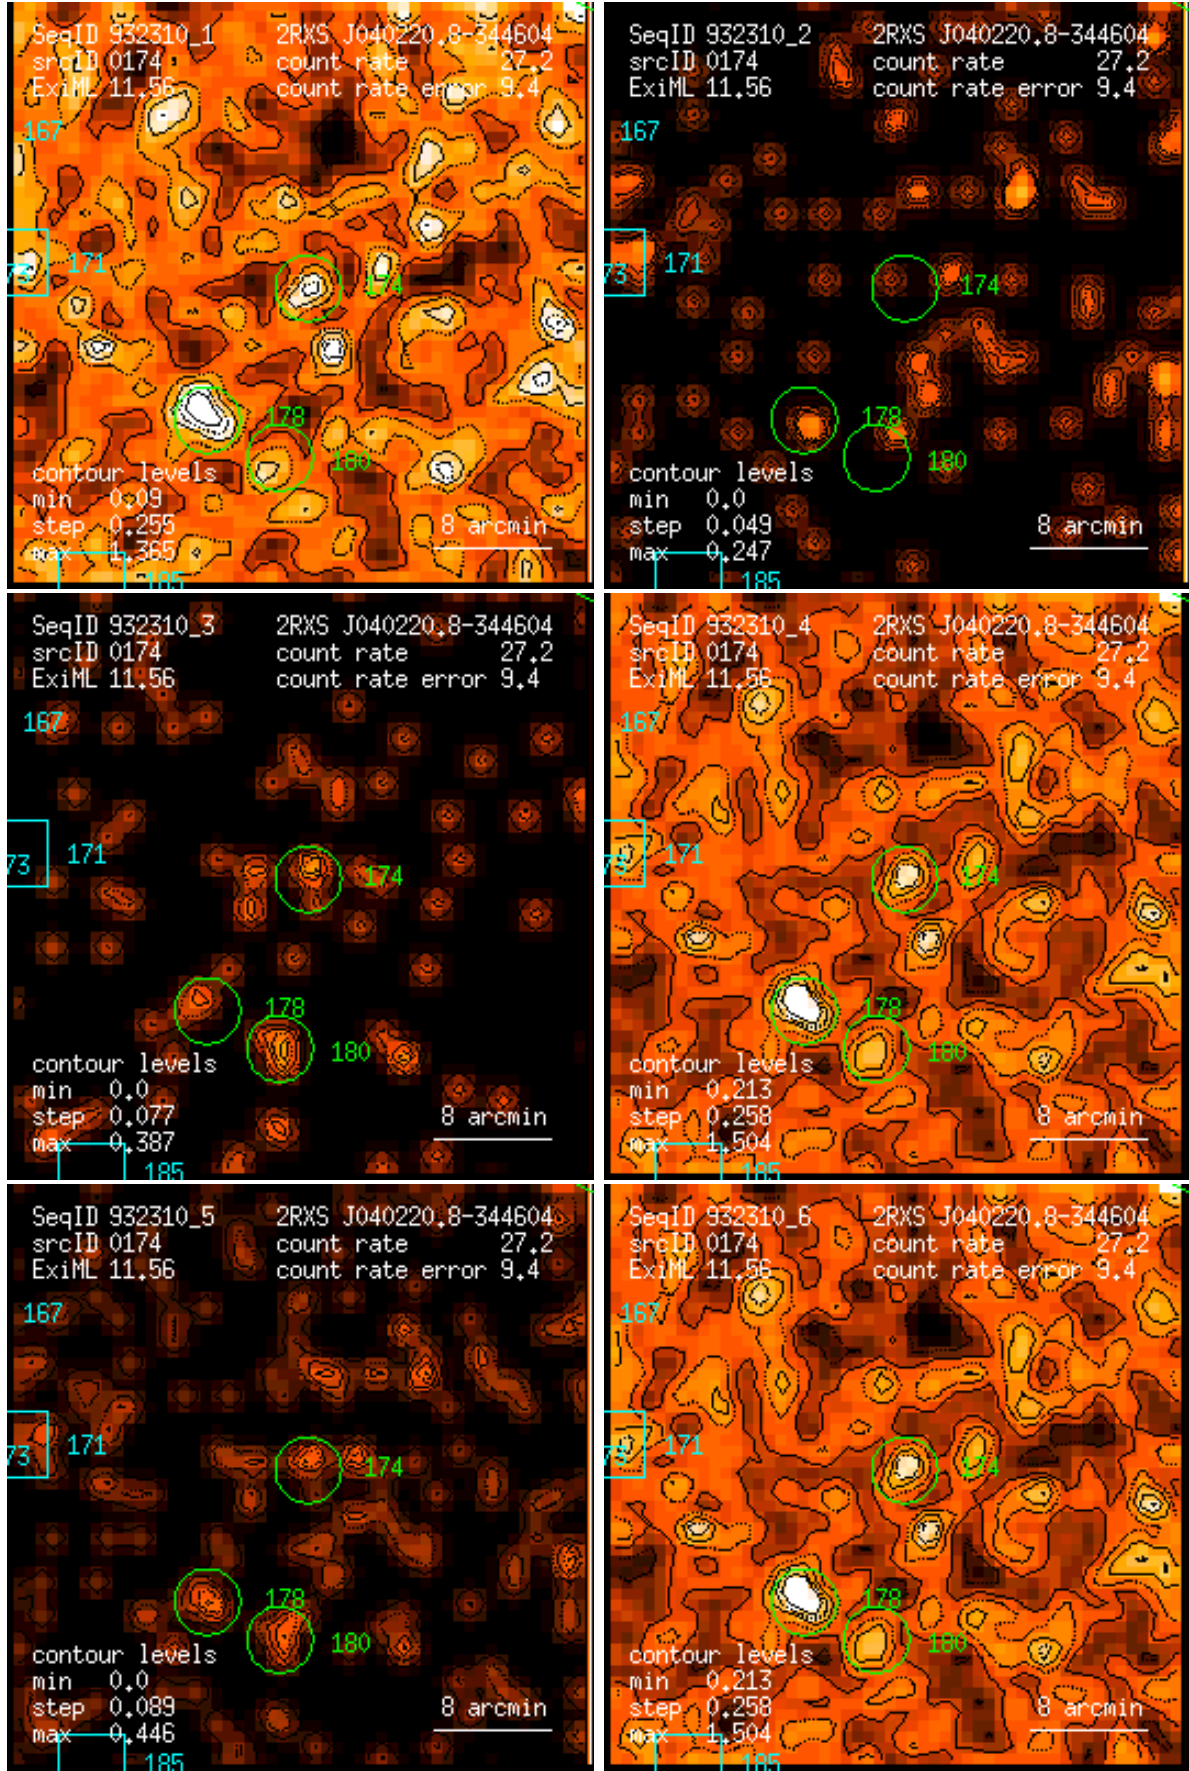 SeqID 932310_1 2RXS J040220.8-344604
srcID 0174 count rate 27.2
ExiML 11.56 count rate error 9.4
167
73 171
174
178
180
contour levels
min 0.09
step 0.255 8 arcmin
max 1.365
185
SeqID 932310_2 2RXS J040220.8-344604
srcID 0174 count rate 27.2
ExiML 11.56 count rate error 9.4
167
73 171
174
178
180
contour levels
min 0.0
step 0.049 8 arcmin
max 0.247
185
SeqID 932310_3 2RXS J040220.8-344604
srcID 0174 count rate 27.2
ExiML 11.56 count rate error 9.4
167
73 171
174
178
180
contour levels
min 0.0
step 0.077 8 arcmin
max 0.387
185
SeqID 932310_4 2RXS J040220.8-344604
srcID 0174 count rate 27.2
ExiML 11.56 count rate error 9.4
167
73 171
174
178
180
contour levels
min 0.213
step 0.258 8 arcmin
max 1.504
185
SeqID 932310_5 2RXS J040220.8-344604
srcID 0174 count rate 27.2
ExiML 11.56 count rate error 9.4
167
73 171
174
178
180
contour levels
min 0.0
step 0.089 8 arcmin
max 0.446
185
SeqID 932310_6 2RXS J040220.8-344604
srcID 0174 count rate 27.2
ExiML 11.56 count rate error 9.4
167
73 171
174
178
180
contour levels
min 0.213
step 0.258 8 arcmin
max 1.504
185